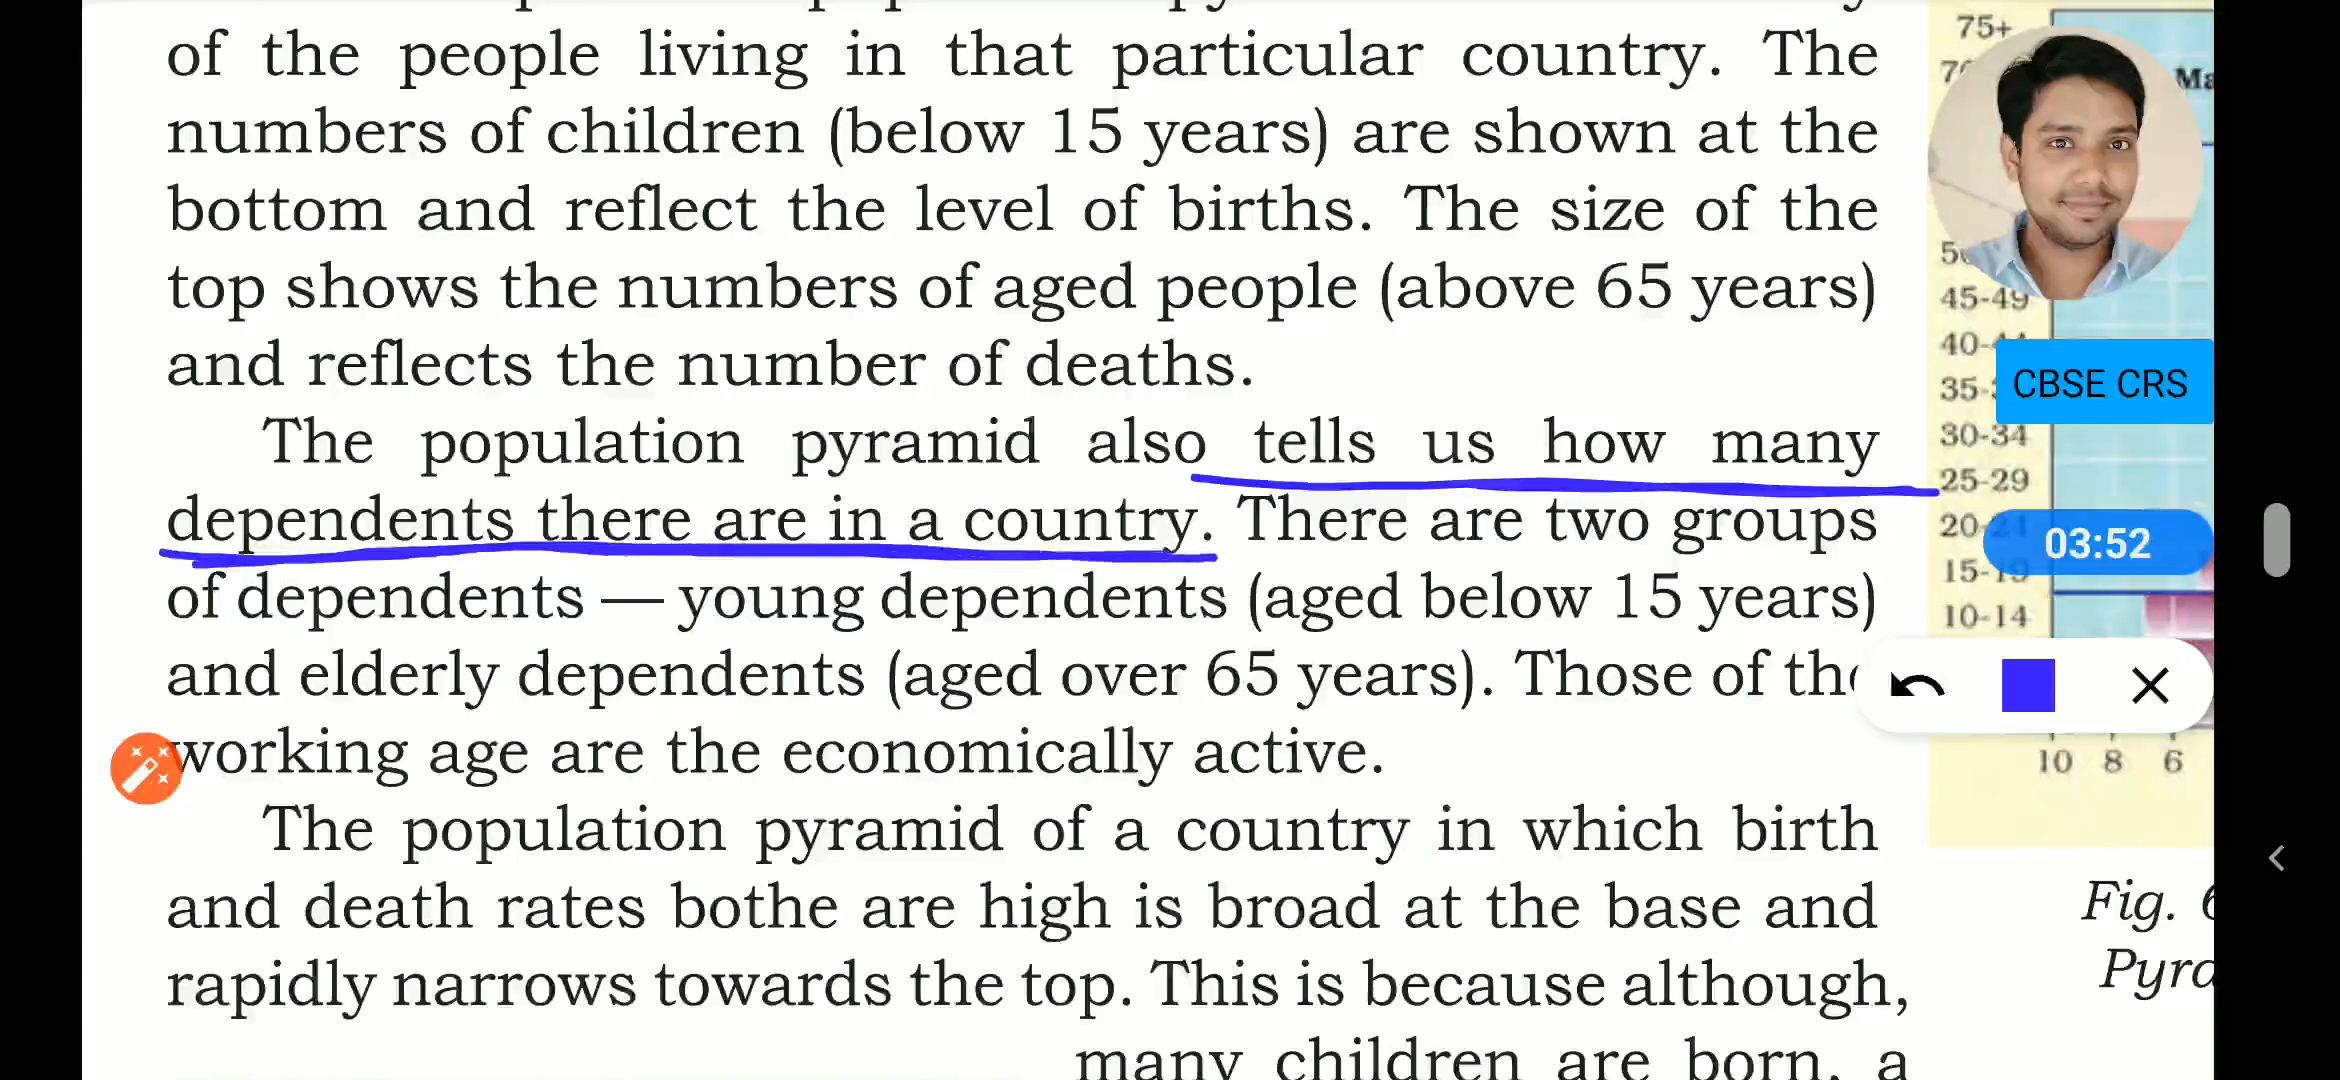 of the people living in that particular country. The
numbers of children (below 15 years) are shown at the
bottom and reflect the level of births. The size of the
top shows the numbers of aged people (above 65 years)
and reflects the number of deaths.
The population pyramid also tells us how many
dependents there are in a country. There are two groups
of dependents — young dependents (aged below 15 years)
and elderly dependents (aged over 65 years). Those of the
working age are the economically active.
The population pyramid of a country in which birth
and death rates bothe are high is broad at the base and
rapidly narrows towards the top. This is because although,
many children are born, a
75+
Ma
45-49
40-44
CBSE CRS
30-34
25-29
03:52
15-19
10-14
10 8 6
Fig. 6
Pyra